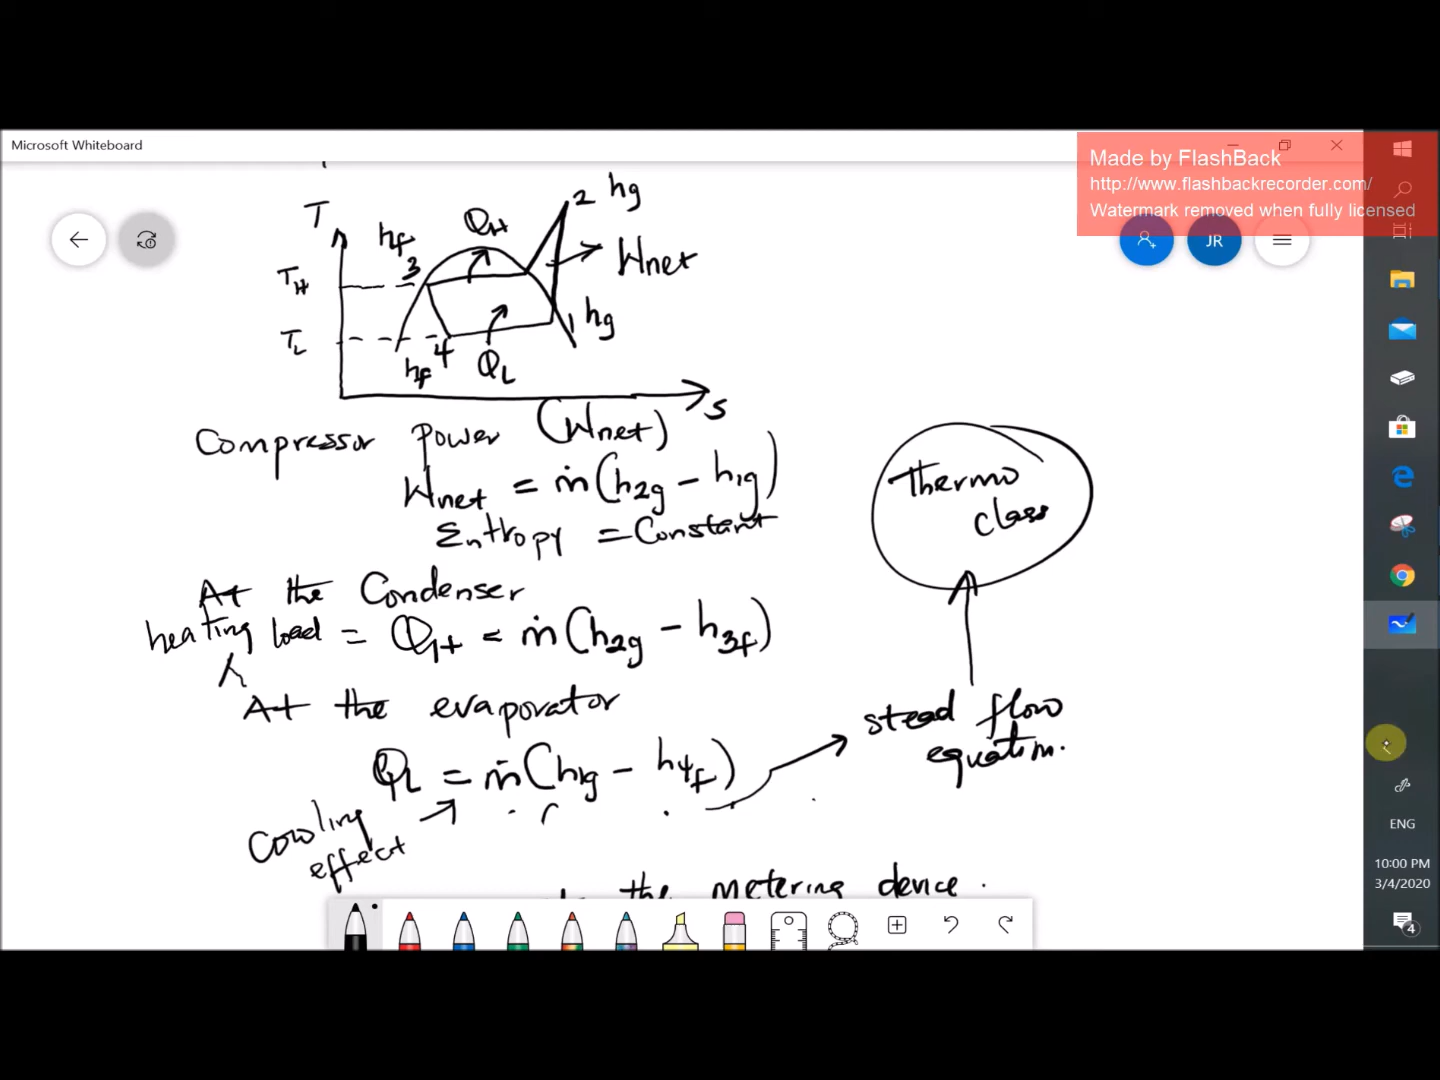 Microsoft Whiteboard
Made by FlashBack
http://www.flashbackrecorder.com/
Watermark removed when fully licensed
JR
T
QH
2 hg
hf
3
Wnet
TH
1 hg
TL
4
hf
QL
s
Compressor power (Wnet)
Wnet = ṁ(h2g - h1g)
Entropy = Constant
Thermo
class
At the Condenser
heating load = QH = ṁ(h2g - h3f)
At the evaporator
QL = ṁ(h1g - h4f)
stead flow
equation.
Cooling
effect
the metering device.
ENG
10:00 PM
3/4/2020
4